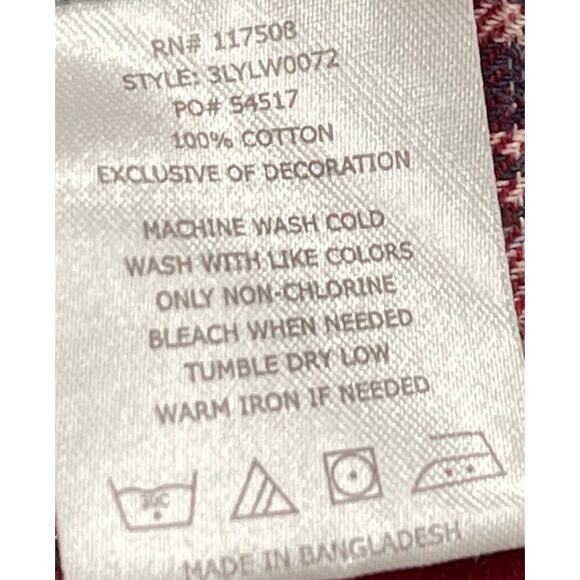 RN# 117508
STYLE: 3LYLW0072
PO# 54517
100% COTTON
EXCLUSIVE OF DECORATION
MACHINE WASH COLD
WASH WITH LIKE COLORS
ONLY NON-CHLORINE
BLEACH WHEN NEEDED
TUMBLE DRY LOW
WARM IRON IF NEEDED
30C
MADE IN BANGLADESH